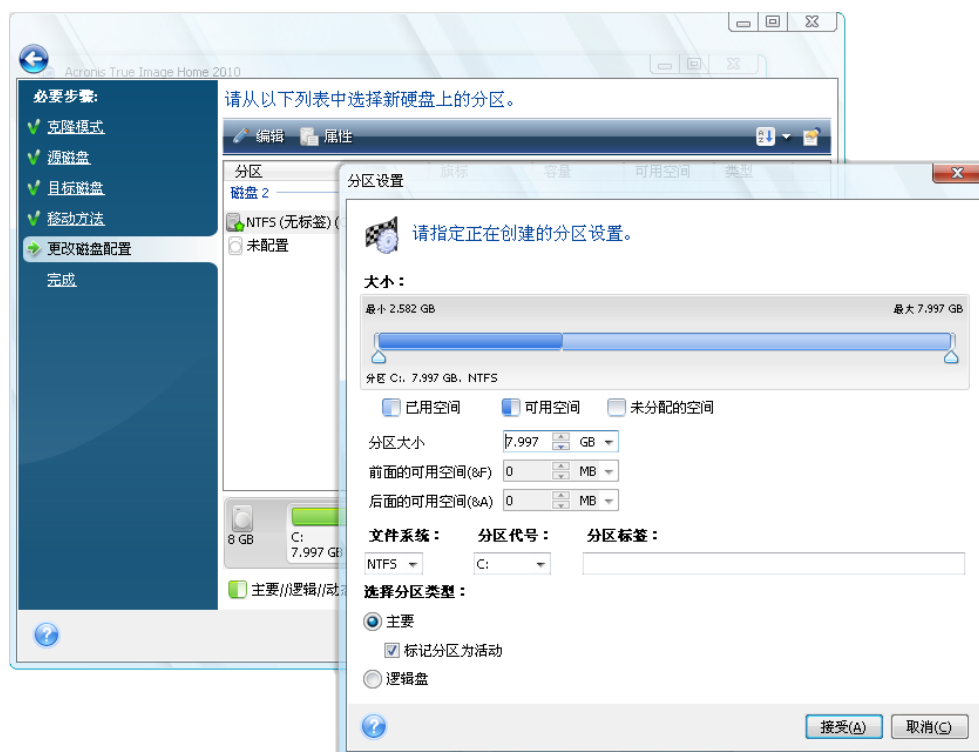 Acronis True Image Home 2010
必要步骤:
克隆模式
源磁盘
目标磁盘
移动方法
更改磁盘配置
完成
请从以下列表中选择新硬盘上的分区。
编辑 属性
分区 旗标 容量 可用空间 类型
磁盘 2
NTFS (无标签) (
未配置
8 GB
C:
7.997 GB
主要//逻辑//动态
分区设置
请指定正在创建的分区设置。
大小：
最小 2.582 GB 最大 7.997 GB
分区 C:. 7.997 GB. NTFS
已用空间 可用空间 未分配的空间
分区大小 7.997 GB
前面的可用空间(&F) 0 MB
后面的可用空间(&A) 0 MB
文件系统： 分区代号： 分区标签：
NTFS C:
选择分区类型：
主要
标记分区为活动
逻辑盘
接受(A) 取消(C)